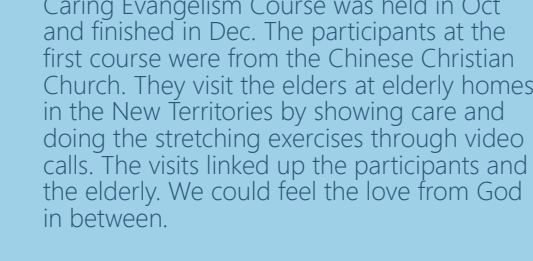 Caring Evangelism Course was held in Oct
and finished in Dec. The participants at the
first course were from the Chinese Christian
Church. They visit the elders at elderly homes
in the New Territories by showing care and
doing the stretching exercises through video
calls. The visits linked up the participants and
the elderly. We could feel the love from God
in between.